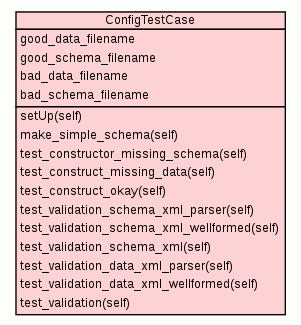 ConfigTestCase
good_data_filename
good_schema_filename
bad_data_filename
bad_schema_filename
setUp(self)
make_simple_schema(self)
test_constructor_missing_schema(self)
test_construct_missing_data(self)
test_construct_okay(self)
test_validation_schema_xml_parser(self)
test_validation_schema_xml_wellformed(self)
test_validation_schema_xml(self)
test_validation_data_xml_parser(self)
test_validation_data_xml_wellformed(self)
test_validation(self)